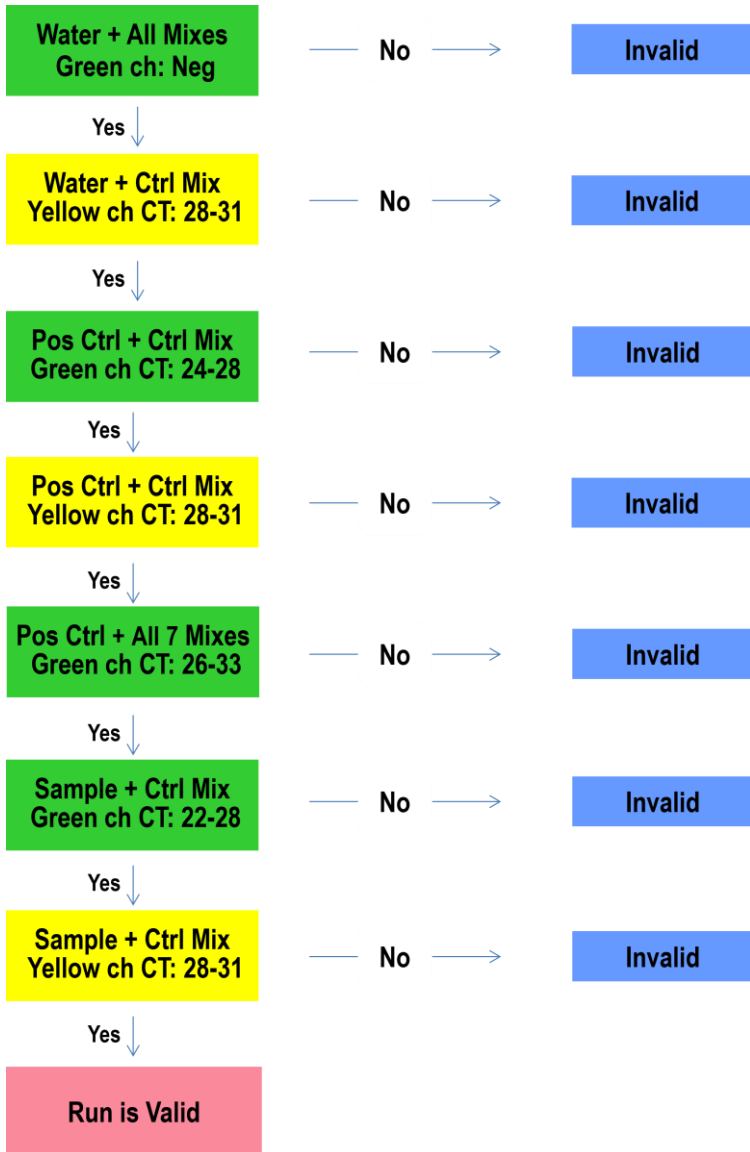 Water + All Mixes
Green ch: Neg
No
Invalid
Yes
Water + Ctrl Mix
Yellow ch CT: 28-31
No
Invalid
Yes
Pos Ctrl + Ctrl Mix
Green ch CT: 24-28
No
Invalid
Yes
Pos Ctrl + Ctrl Mix
Yellow ch CT: 28-31
No
Invalid
Yes
Pos Ctrl + All 7 Mixes
Green ch CT: 26-33
No
Invalid
Yes
Sample + Ctrl Mix
Green ch CT: 22-28
No
Invalid
Yes
Sample + Ctrl Mix
Yellow ch CT: 28-31
No
Invalid
Yes
Run is Valid